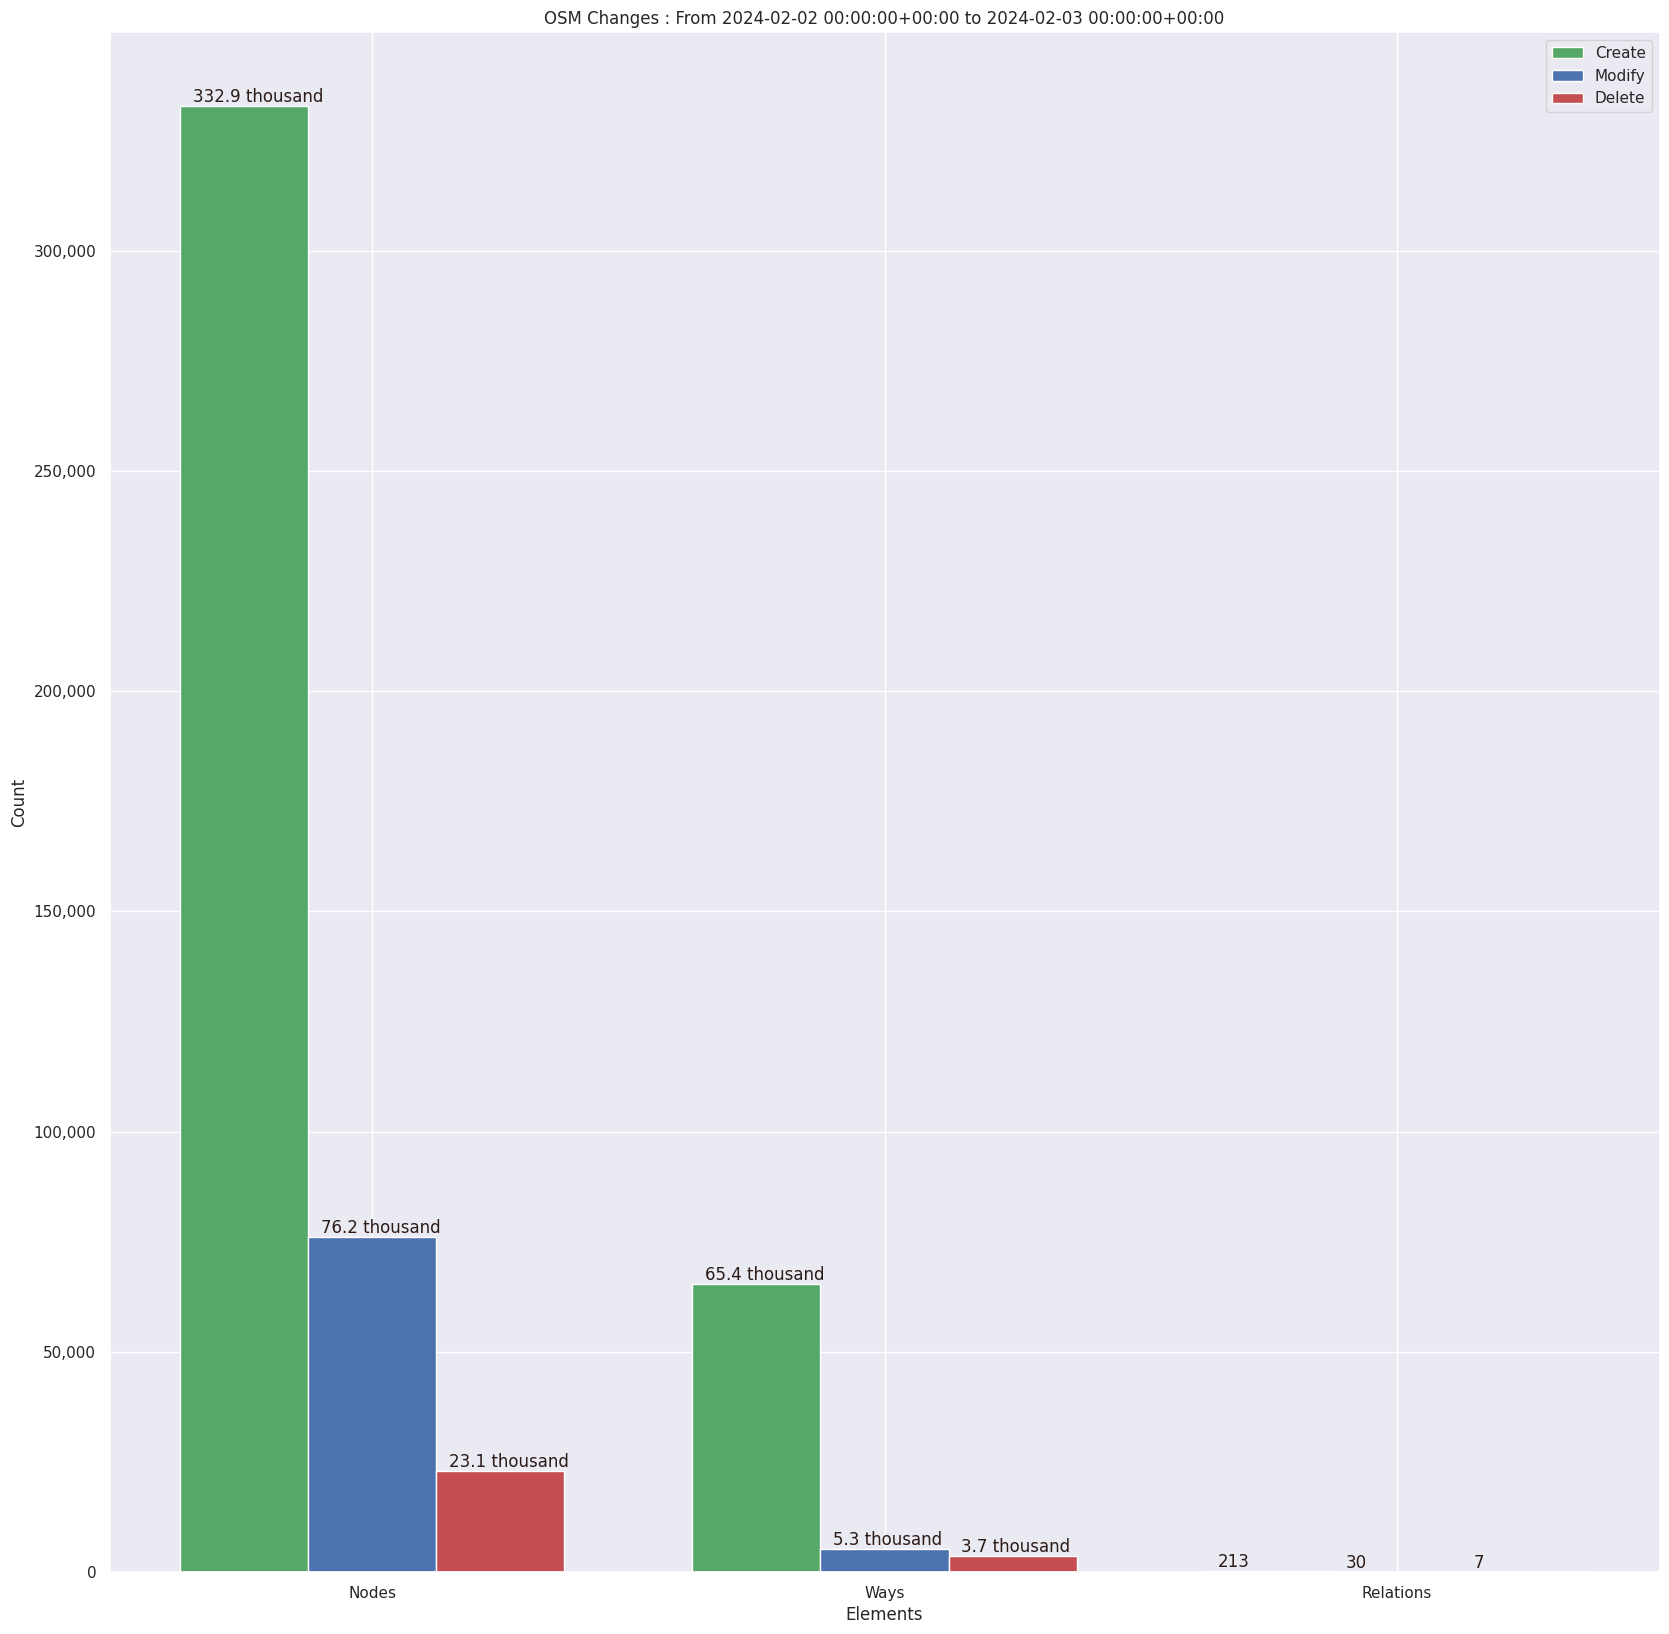 OSM Changes : From 2024-02-02 00:00:00+00:00 to 2024-02-03 00:00:00+00:00
Create
Modify
Delete
332.9 thousand
300,000
250,000
200,000
150,000
100,000
50,000
0
Count
76.2 thousand
23.1 thousand
65.4 thousand
5.3 thousand
3.7 thousand
213
30
7
Nodes
Ways
Relations
Elements